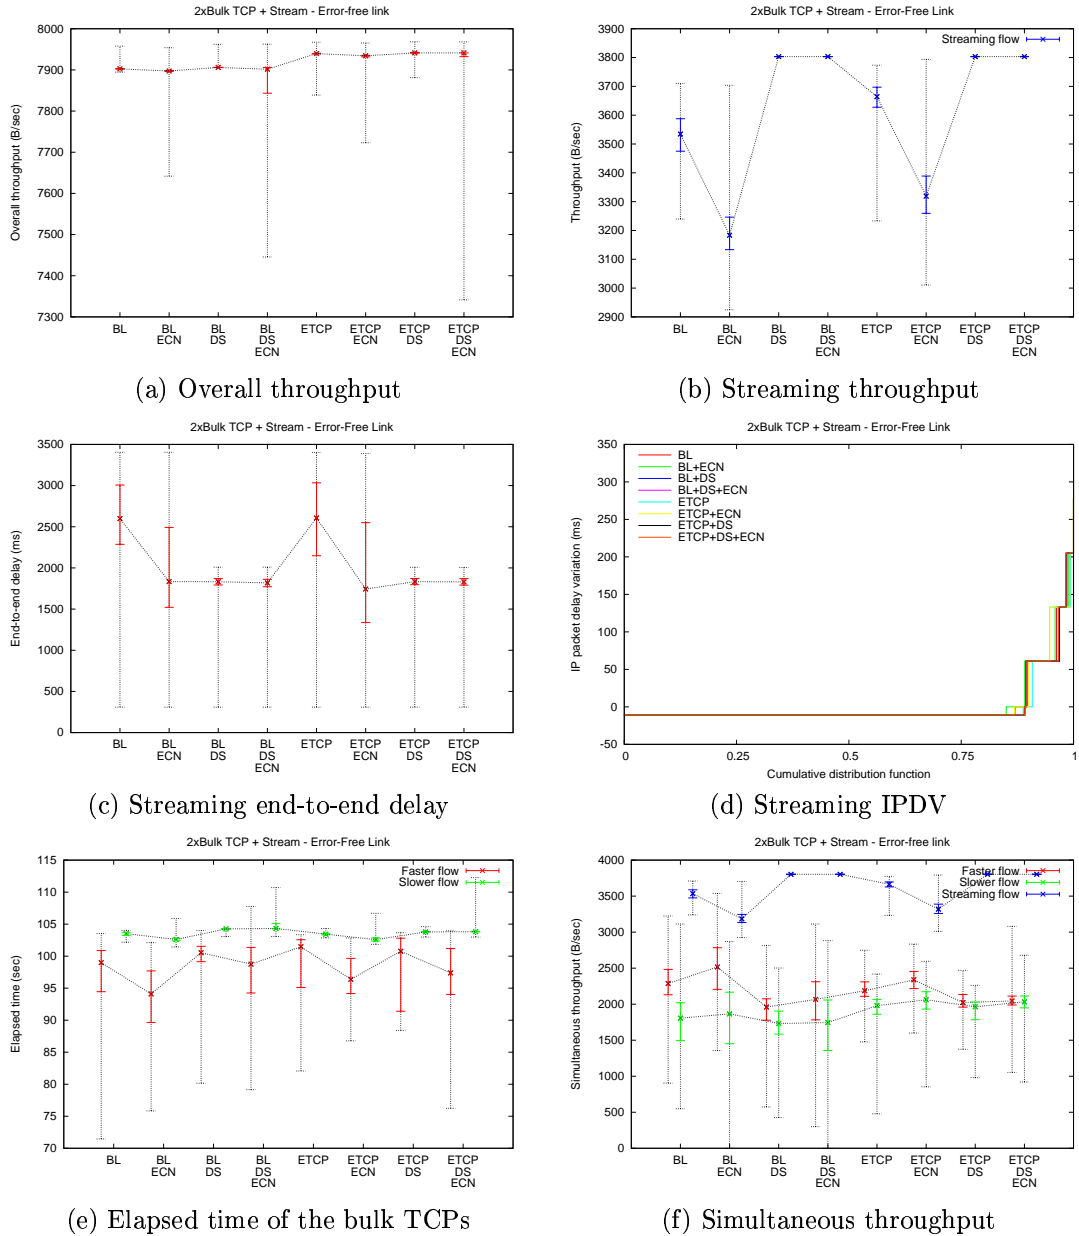 2xBulk TCP + Stream - Error-free link
8000
7900
7800
7700
7600
7500
7400
7300
Overall throughput (B/sec)
BL
BL ECN
BL DS
BL DS ECN
ETCP
ETCP ECN
ETCP DS
ETCP DS ECN
(a) Overall throughput
2xBulk TCP + Stream - Error-Free Link
Streaming flow
3900
3800
3700
3600
3500
3400
3300
3200
3100
3000
2900
Throughput (B/sec)
BL
BL ECN
BL DS
BL DS ECN
ETCP
ETCP ECN
ETCP DS
ETCP DS ECN
(b) Streaming throughput
2xBulk TCP + Stream - Error-Free Link
3500
3000
2500
2000
1500
1000
500
0
End-to-end delay (ms)
BL
BL ECN
BL DS
BL DS ECN
ETCP
ETCP ECN
ETCP DS
ETCP DS ECN
(c) Streaming end-to-end delay
2xBulk TCP + Stream - Error-Free Link
350
300
250
200
150
100
50
0
-50
IP packet delay variation (ms)
BL
BL+ECN
BL+DS
BL+DS+ECN
ETCP
ETCP+ECN
ETCP+DS
ETCP+DS+ECN
0 0.25 0.5 0.75 1
Cumulative distribution function
(d) Streaming IPDV
2xBulk TCP + Stream - Error-Free Link
Faster flow
Slower flow
115
110
105
100
95
90
85
80
75
70
Elapsed time (sec)
BL
BL ECN
BL DS
BL DS ECN
ETCP
ETCP ECN
ETCP DS
ETCP DS ECN
(e) Elapsed time of the bulk TCPs
2xBulk TCP + Stream - Error-free link
Faster flow
Slower flow
Streaming flow
4000
3500
3000
2500
2000
1500
1000
500
0
Simultaneous throughput (B/sec)
BL
BL ECN
BL DS
BL DS ECN
ETCP
ETCP ECN
ETCP DS
ETCP DS ECN
(f) Simultaneous throughput